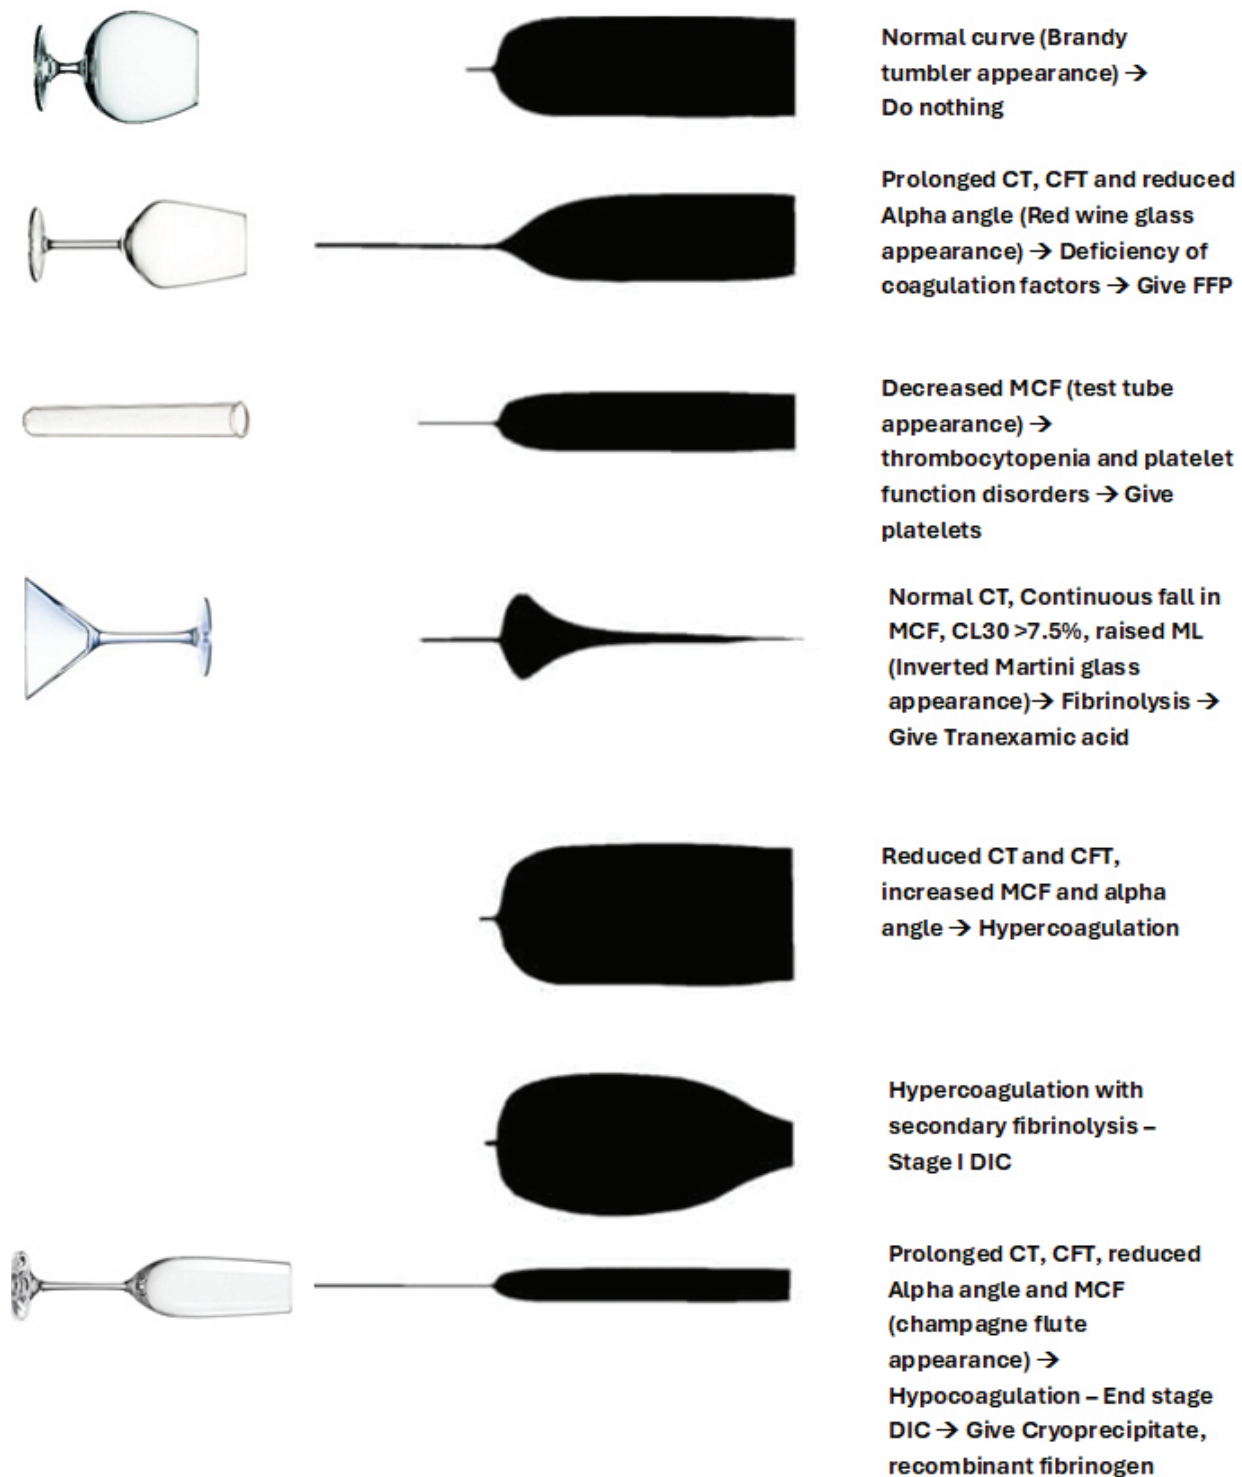 Normal curve (Brandy
tumbler appearance) →
Do nothing
Prolonged CT, CFT and reduced
Alpha angle (Red wine glass
appearance) → Deficiency of
coagulation factors → Give FFP
Decreased MCF (test tube
appearance) →
thrombocytopenia and platelet
function disorders → Give
platelets
Normal CT, Continuous fall in
MCF, CL30 >7.5%, raised ML
(Inverted Martini glass
appearance)→ Fibrinolysis →
Give Tranexamic acid
Reduced CT and CFT,
increased MCF and alpha
angle → Hypercoagulation
Hypercoagulation with
secondary fibrinolysis –
Stage I DIC
Prolonged CT, CFT, reduced
Alpha angle and MCF
(champagne flute
appearance) →
Hypocoagulation – End stage
DIC → Give Cryoprecipitate,
recombinant fibrinogen